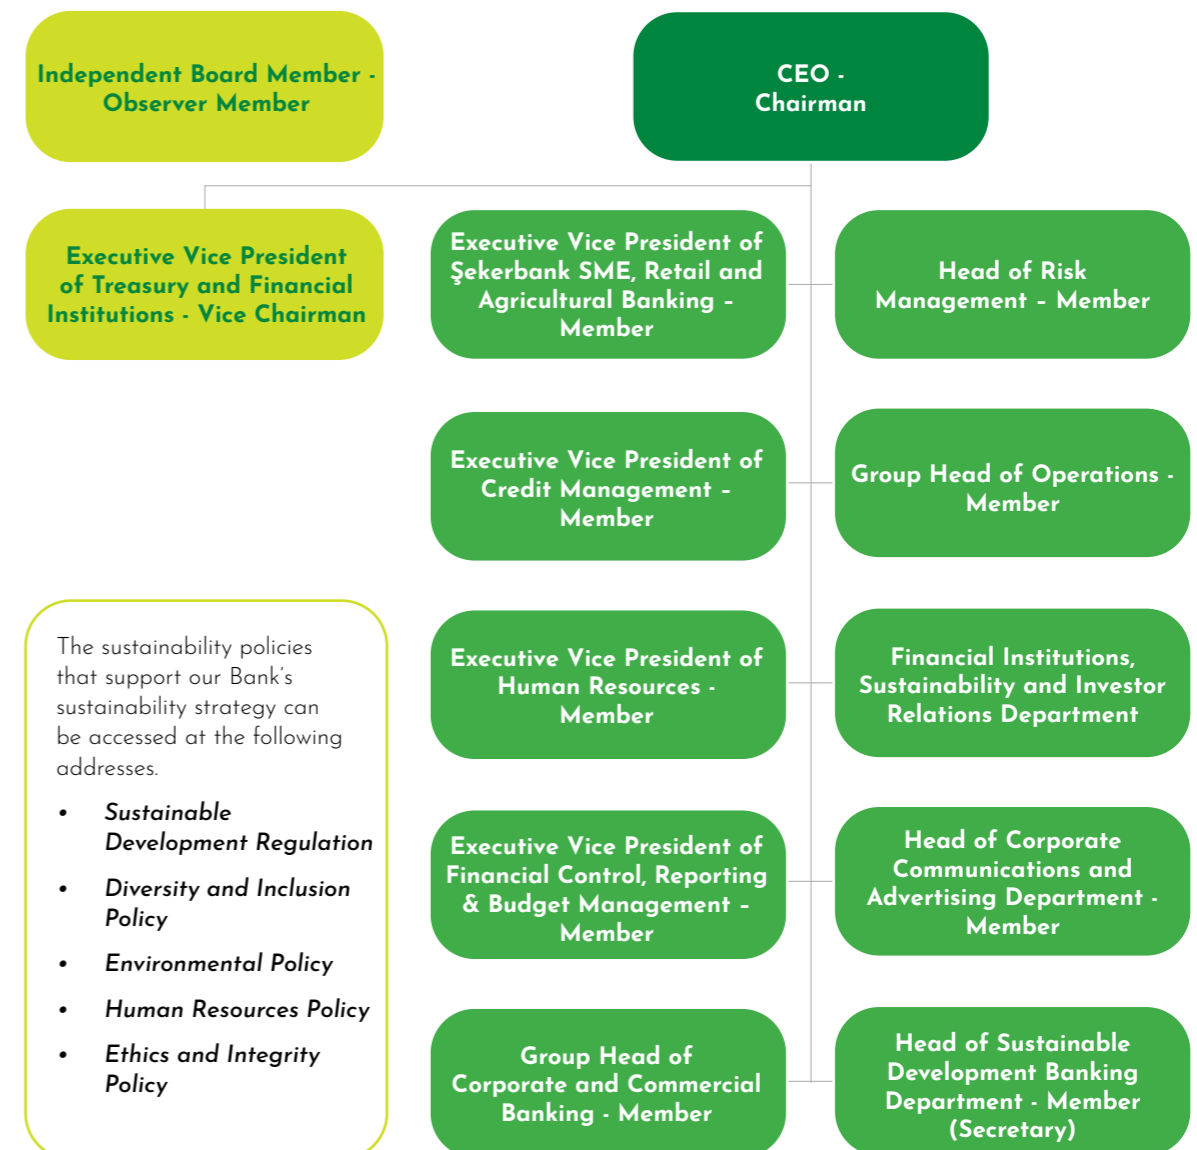 Independent Board Member -
Observer Member
CEO -
Chairman
Executive Vice President
of Treasury and Financial
Institutions - Vice Chairman
Executive Vice President of
Şekerbank SME, Retail and
Agricultural Banking –
Member
Head of Risk
Management – Member
Executive Vice President of
Credit Management –
Member
Group Head of Operations -
Member
Executive Vice President of
Human Resources -
Member
Financial Institutions,
Sustainability and Investor
Relations Department
Executive Vice President of
Financial Control, Reporting
& Budget Management –
Member
Head of Corporate
Communications and
Advertising Department -
Member
Group Head of
Corporate and Commercial
Banking - Member
Head of Sustainable
Development Banking
Department - Member
(Secretary)
The sustainability policies
that support our Bank's
sustainability strategy can
be accessed at the following
addresses.
• Sustainable
Development Regulation
• Diversity and Inclusion
Policy
• Environmental Policy
• Human Resources Policy
• Ethics and Integrity
Policy